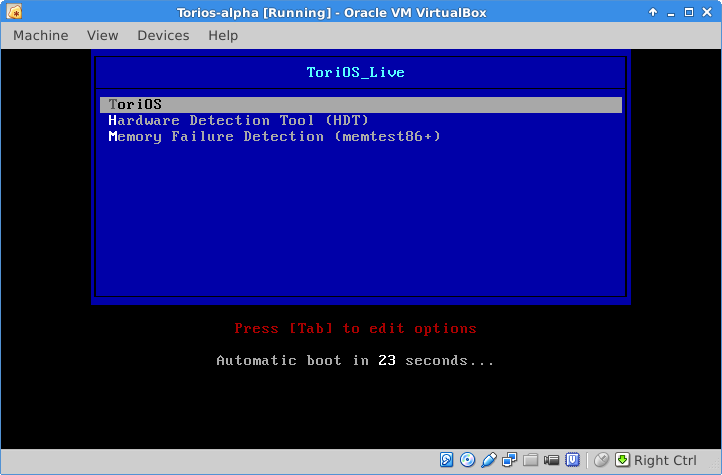 Torios-alpha [Running] - Oracle VM VirtualBox
Machine View Devices Help
ToriOS_Live
ToriOS
Hardware Detection Tool (HDT)
Memory Failure Detection (memtest86+)
Press [Tab] to edit options
Automatic boot in 23 seconds...
Right Ctrl